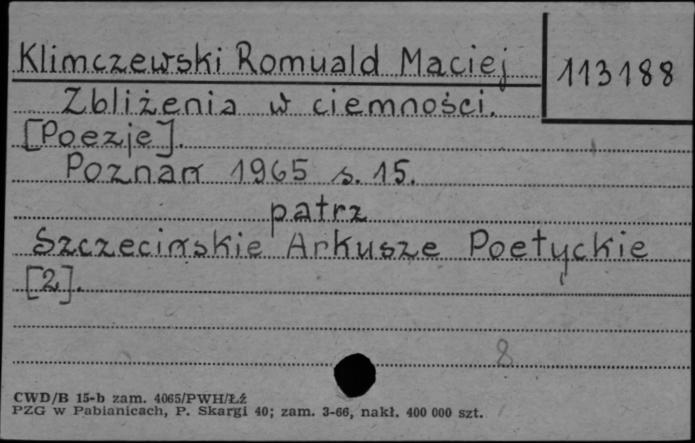 Klimczewski Romuald Maciej
113188
Zbliżenia w ciemności.
[Poezje].
Poznań 1965 s. 15.
patrz
Szczecińskie Arkusze Poetyckie
[2].
8
CWD/B 15-b zam. 4065/PWH/ŁŹ
PZG w Pabianicach, P. Skargi 40; zam. 3-66, nakł. 400 000 szt.